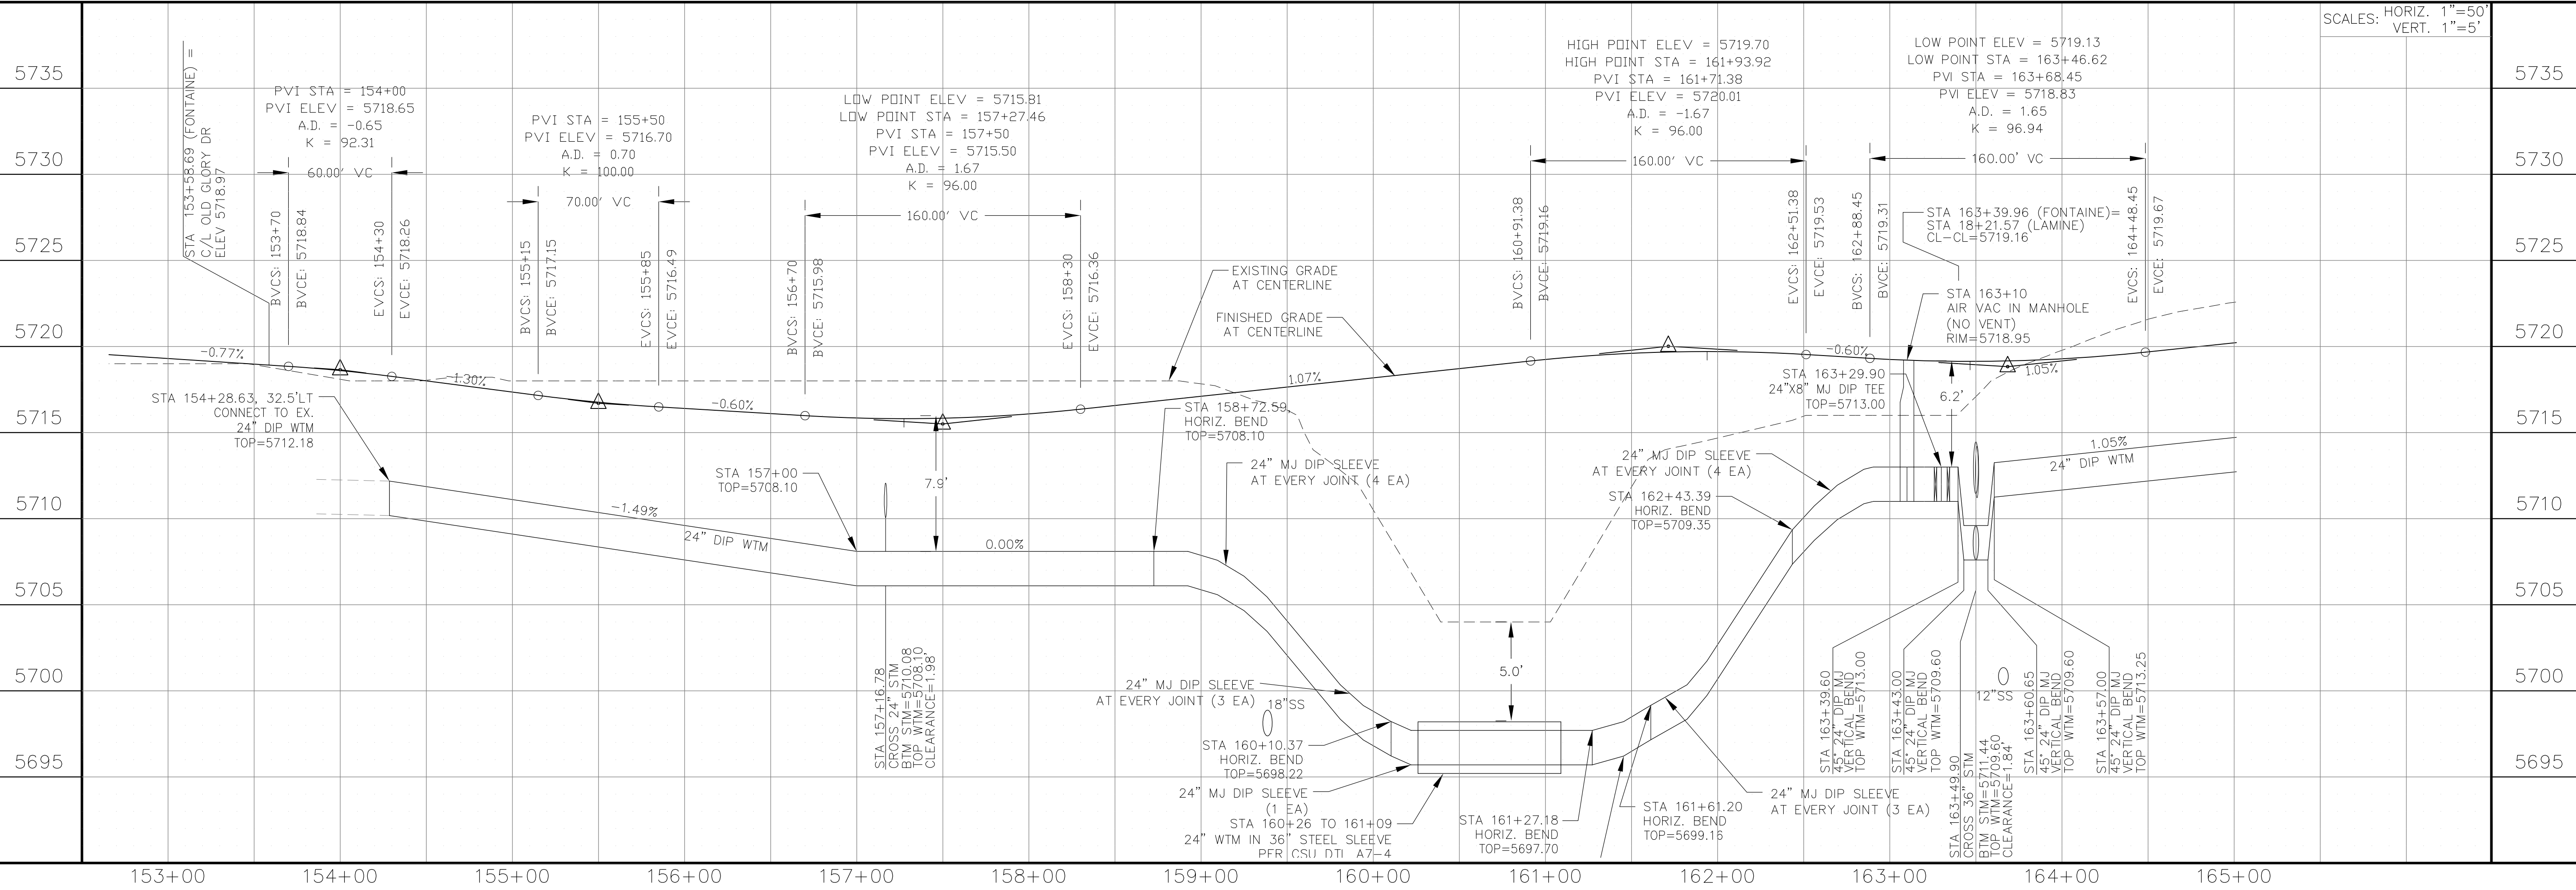 SCALES: HORIZ. 1"=50'
VERT. 1"=5'
5735
5730
5725
5720
5715
5710
5705
5700
5695
5735
5730
5725
5720
5715
5710
5705
5700
5695
STA 153+58.69 (FONTAINE) =
C/L OLD GLORY DR
ELEV 5718.97
PVI STA = 154+00
PVI ELEV = 5718.65
A.D. = -0.65
K = 92.31
60.00' VC
BVCS: 153+70
BVCE: 5718.84
EVCS: 154+30
EVCE: 5718.26
PVI STA = 155+50
PVI ELEV = 5716.70
A.D. = 0.70
K = 100.00
70.00' VC
BVCS: 155+15
BVCE: 5717.15
EVCS: 155+85
EVCE: 5716.49
LOW POINT ELEV = 5715.81
LOW POINT STA = 157+27.46
PVI STA = 157+50
PVI ELEV = 5715.50
A.D. = 1.67
K = 96.00
160.00' VC
BVCS: 156+70
BVCE: 5715.98
EVCS: 158+30
EVCE: 5716.36
HIGH POINT ELEV = 5719.70
HIGH POINT STA = 161+93.92
PVI STA = 161+71.38
PVI ELEV = 5720.01
A.D. = -1.67
K = 96.00
160.00' VC
BVCS: 160+91.38
BVCE: 5719.16
EVCS: 162+51.38
EVCE: 5719.53
LOW POINT ELEV = 5719.13
LOW POINT STA = 163+46.62
PVI STA = 163+68.45
PVI ELEV = 5718.83
A.D. = 1.65
K = 96.94
160.00' VC
BVCS: 162+88.45
BVCE: 5719.31
EVCS: 164+48.45
EVCE: 5719.67
STA 163+39.96 (FONTAINE)=
STA 18+21.57 (LAMINE)
CL-CL=5719.16
EXISTING GRADE
AT CENTERLINE
FINISHED GRADE
AT CENTERLINE
STA 163+10
AIR VAC IN MANHOLE
(NO VENT)
RIM=5718.95
-0.77%
-1.30%
-0.60%
1.07%
-0.60%
1.05%
STA 163+29.90
24"X8" MJ DIP TEE
TOP=5713.00
6.2'
STA 154+28.63, 32.5'LT
CONNECT TO EX.
24" DIP WTM
TOP=5712.18
-1.49%
24" DIP WTM
STA 157+00
TOP=5708.10
7.9'
0.00%
STA 158+72.59,
HORIZ. BEND
TOP=5708.10
24" MJ DIP SLEEVE
AT EVERY JOINT (4 EA)
24" MJ DIP SLEEVE
AT EVERY JOINT (4 EA)
STA 162+43.39
HORIZ. BEND
TOP=5709.35
1.05%
24" DIP WTM
STA 157+16.78
CROSS 24" STM
BTM STM=5710.08
TOP WTM=5708.10
CLEARANCE=1.98'
24" MJ DIP SLEEVE
AT EVERY JOINT (3 EA)
18"SS
STA 160+10.37
HORIZ. BEND
TOP=5698.22
24" MJ DIP SLEEVE
(1 EA)
STA 160+26 TO 161+09
24" WTM IN 36" STEEL SLEEVE
PER CSU DTL A7-4
5.0'
STA 161+27.18
HORIZ. BEND
TOP=5697.70
STA 161+61.20
HORIZ. BEND
TOP=5699.16
24" MJ DIP SLEEVE
AT EVERY JOINT (3 EA)
STA 163+39.60
45° 24" DIP MJ
VERTICAL BEND
TOP WTM=5713.00
STA 163+43.00
45° 24" DIP MJ
VERTICAL BEND
TOP WTM=5709.60
STA 163+49.90
CROSS 36" STM
BTM STM=5711.44
TOP WTM=5709.60
CLEARANCE=1.84'
12"SS
STA 163+60.65
45° 24" DIP MJ
VERTICAL BEND
TOP WTM=5709.60
STA 163+57.00
45° 24" DIP MJ
VERTICAL BEND
TOP WTM=5713.25
153+00
154+00
155+00
156+00
157+00
158+00
159+00
160+00
161+00
162+00
163+00
164+00
165+00